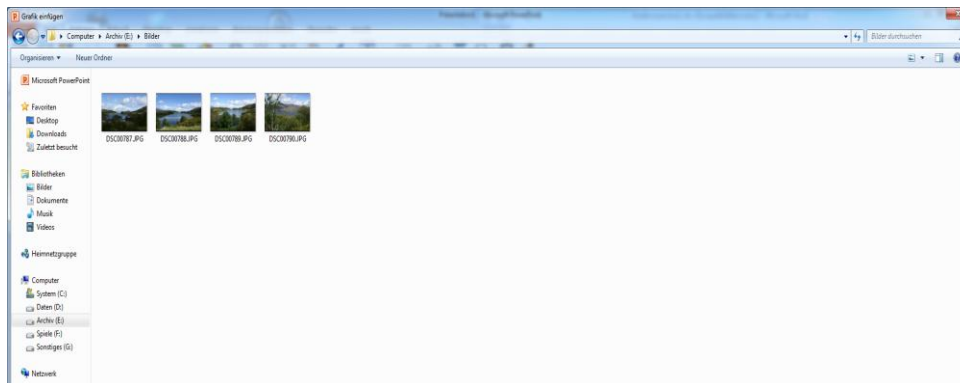 Grafik einfügen
Computer Archiv (E:) Bilder
Bilder durchsuchen
Organisieren Neuer Ordner
Microsoft PowerPoint
Favoriten
Desktop
Downloads
Zuletzt besucht
Bibliotheken
Bilder
Dokumente
Musik
Videos
Heimnetzgruppe
Computer
System (C:)
Daten (D:)
Archiv (E:)
Spiele (F:)
Sonstiges (G:)
Netzwerk
DSC00787.JPG DSC00788.JPG DSC00789.JPG DSC00790.JPG